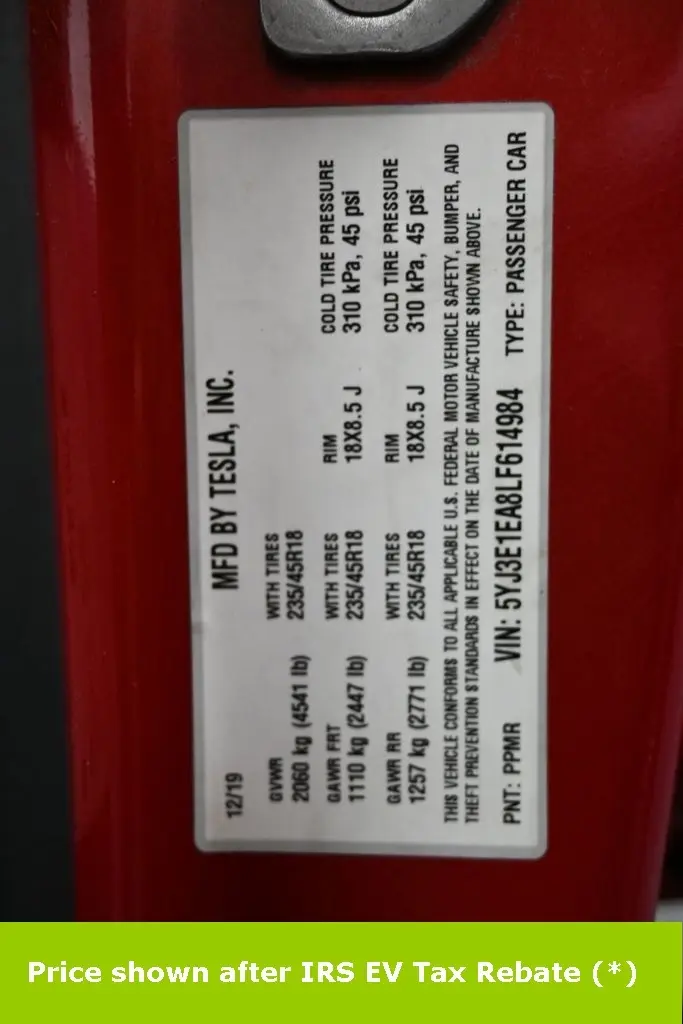 12/19 MFD BY TESLA, INC.
GVWR WITH TIRES
2060 kg (4541 lb) 235/45R18
GAWR FRT WITH TIRES RIM COLD TIRE PRESSURE
1110 kg (2447 lb) 235/45R18 18X8.5 J 310 kPa, 45 psi
GAWR RR WITH TIRES RIM COLD TIRE PRESSURE
1257 kg (2771 lb) 235/45R18 18X8.5 J 310 kPa, 45 psi
THIS VEHICLE CONFORMS TO ALL APPLICABLE U.S. FEDERAL MOTOR VEHICLE SAFETY, BUMPER, AND
THEFT PREVENTION STANDARDS IN EFFECT ON THE DATE OF MANUFACTURE SHOWN ABOVE.
PNT: PPMR VIN: 5YJ3E1EA8LF614984 TYPE: PASSENGER CAR
Price shown after IRS EV Tax Rebate (*)